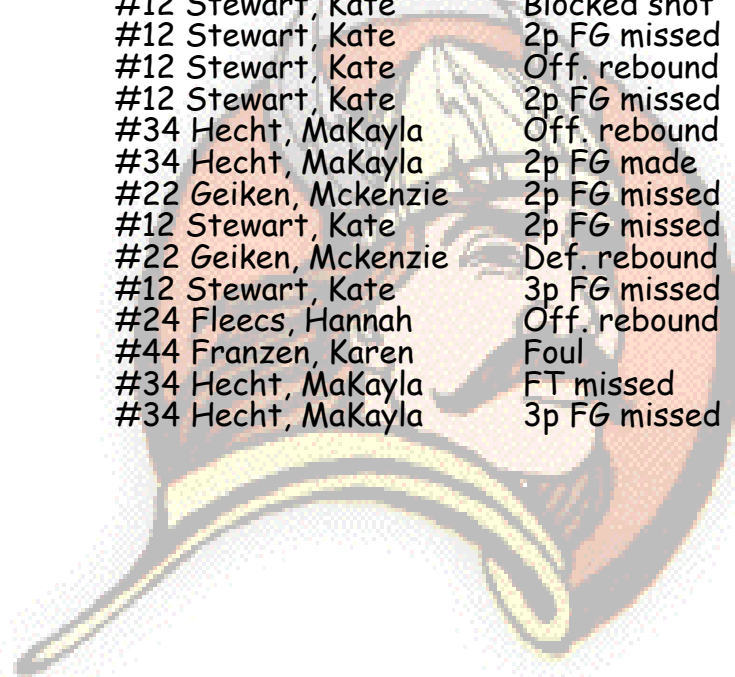 #12 Stewart, Kate Blocked shot
#12 Stewart, Kate 2p FG missed
#12 Stewart, Kate Off. rebound
#12 Stewart, Kate 2p FG missed
#34 Hecht, MaKayla Off. rebound
#34 Hecht, MaKayla 2p FG made
#22 Geiken, Mckenzie 2p FG missed
#12 Stewart, Kate 2p FG missed
#22 Geiken, Mckenzie Def. rebound
#12 Stewart, Kate 3p FG missed
#24 Fleecs, Hannah Off. rebound
#44 Franzen, Karen Foul
#34 Hecht, MaKayla FT missed
#34 Hecht, MaKayla 3p FG missed